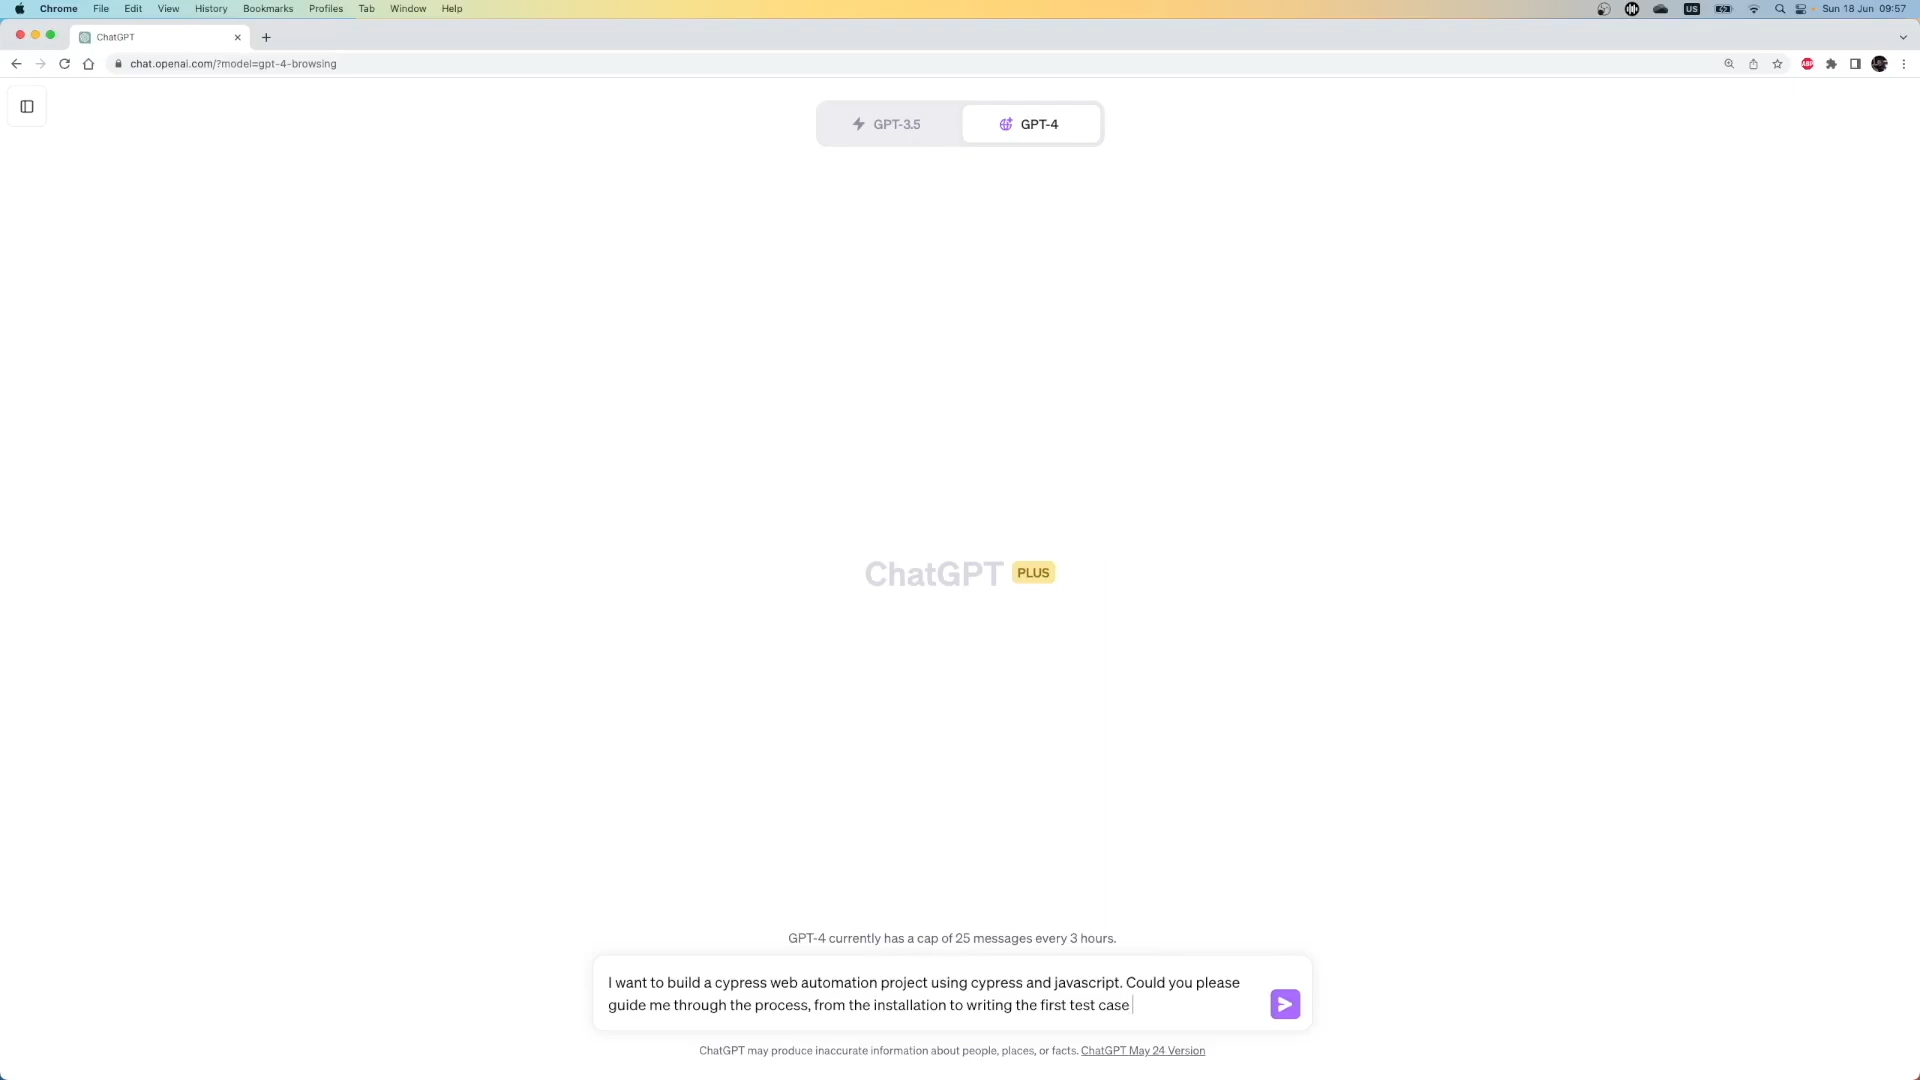 Chrome File Edit View History Bookmarks Profiles Tab Window Help US Sun 18 Jun 09:57
ChatGPT
chat.openai.com/?model=gpt-4-browsing ABP
GPT-3.5 GPT-4
ChatGPT PLUS
GPT-4 currently has a cap of 25 messages every 3 hours.
I want to build a cypress web automation project using cypress and javascript. Could you please
guide me through the process, from the installation to writing the first test case
ChatGPT may produce inaccurate information about people, places, or facts. ChatGPT May 24 Version